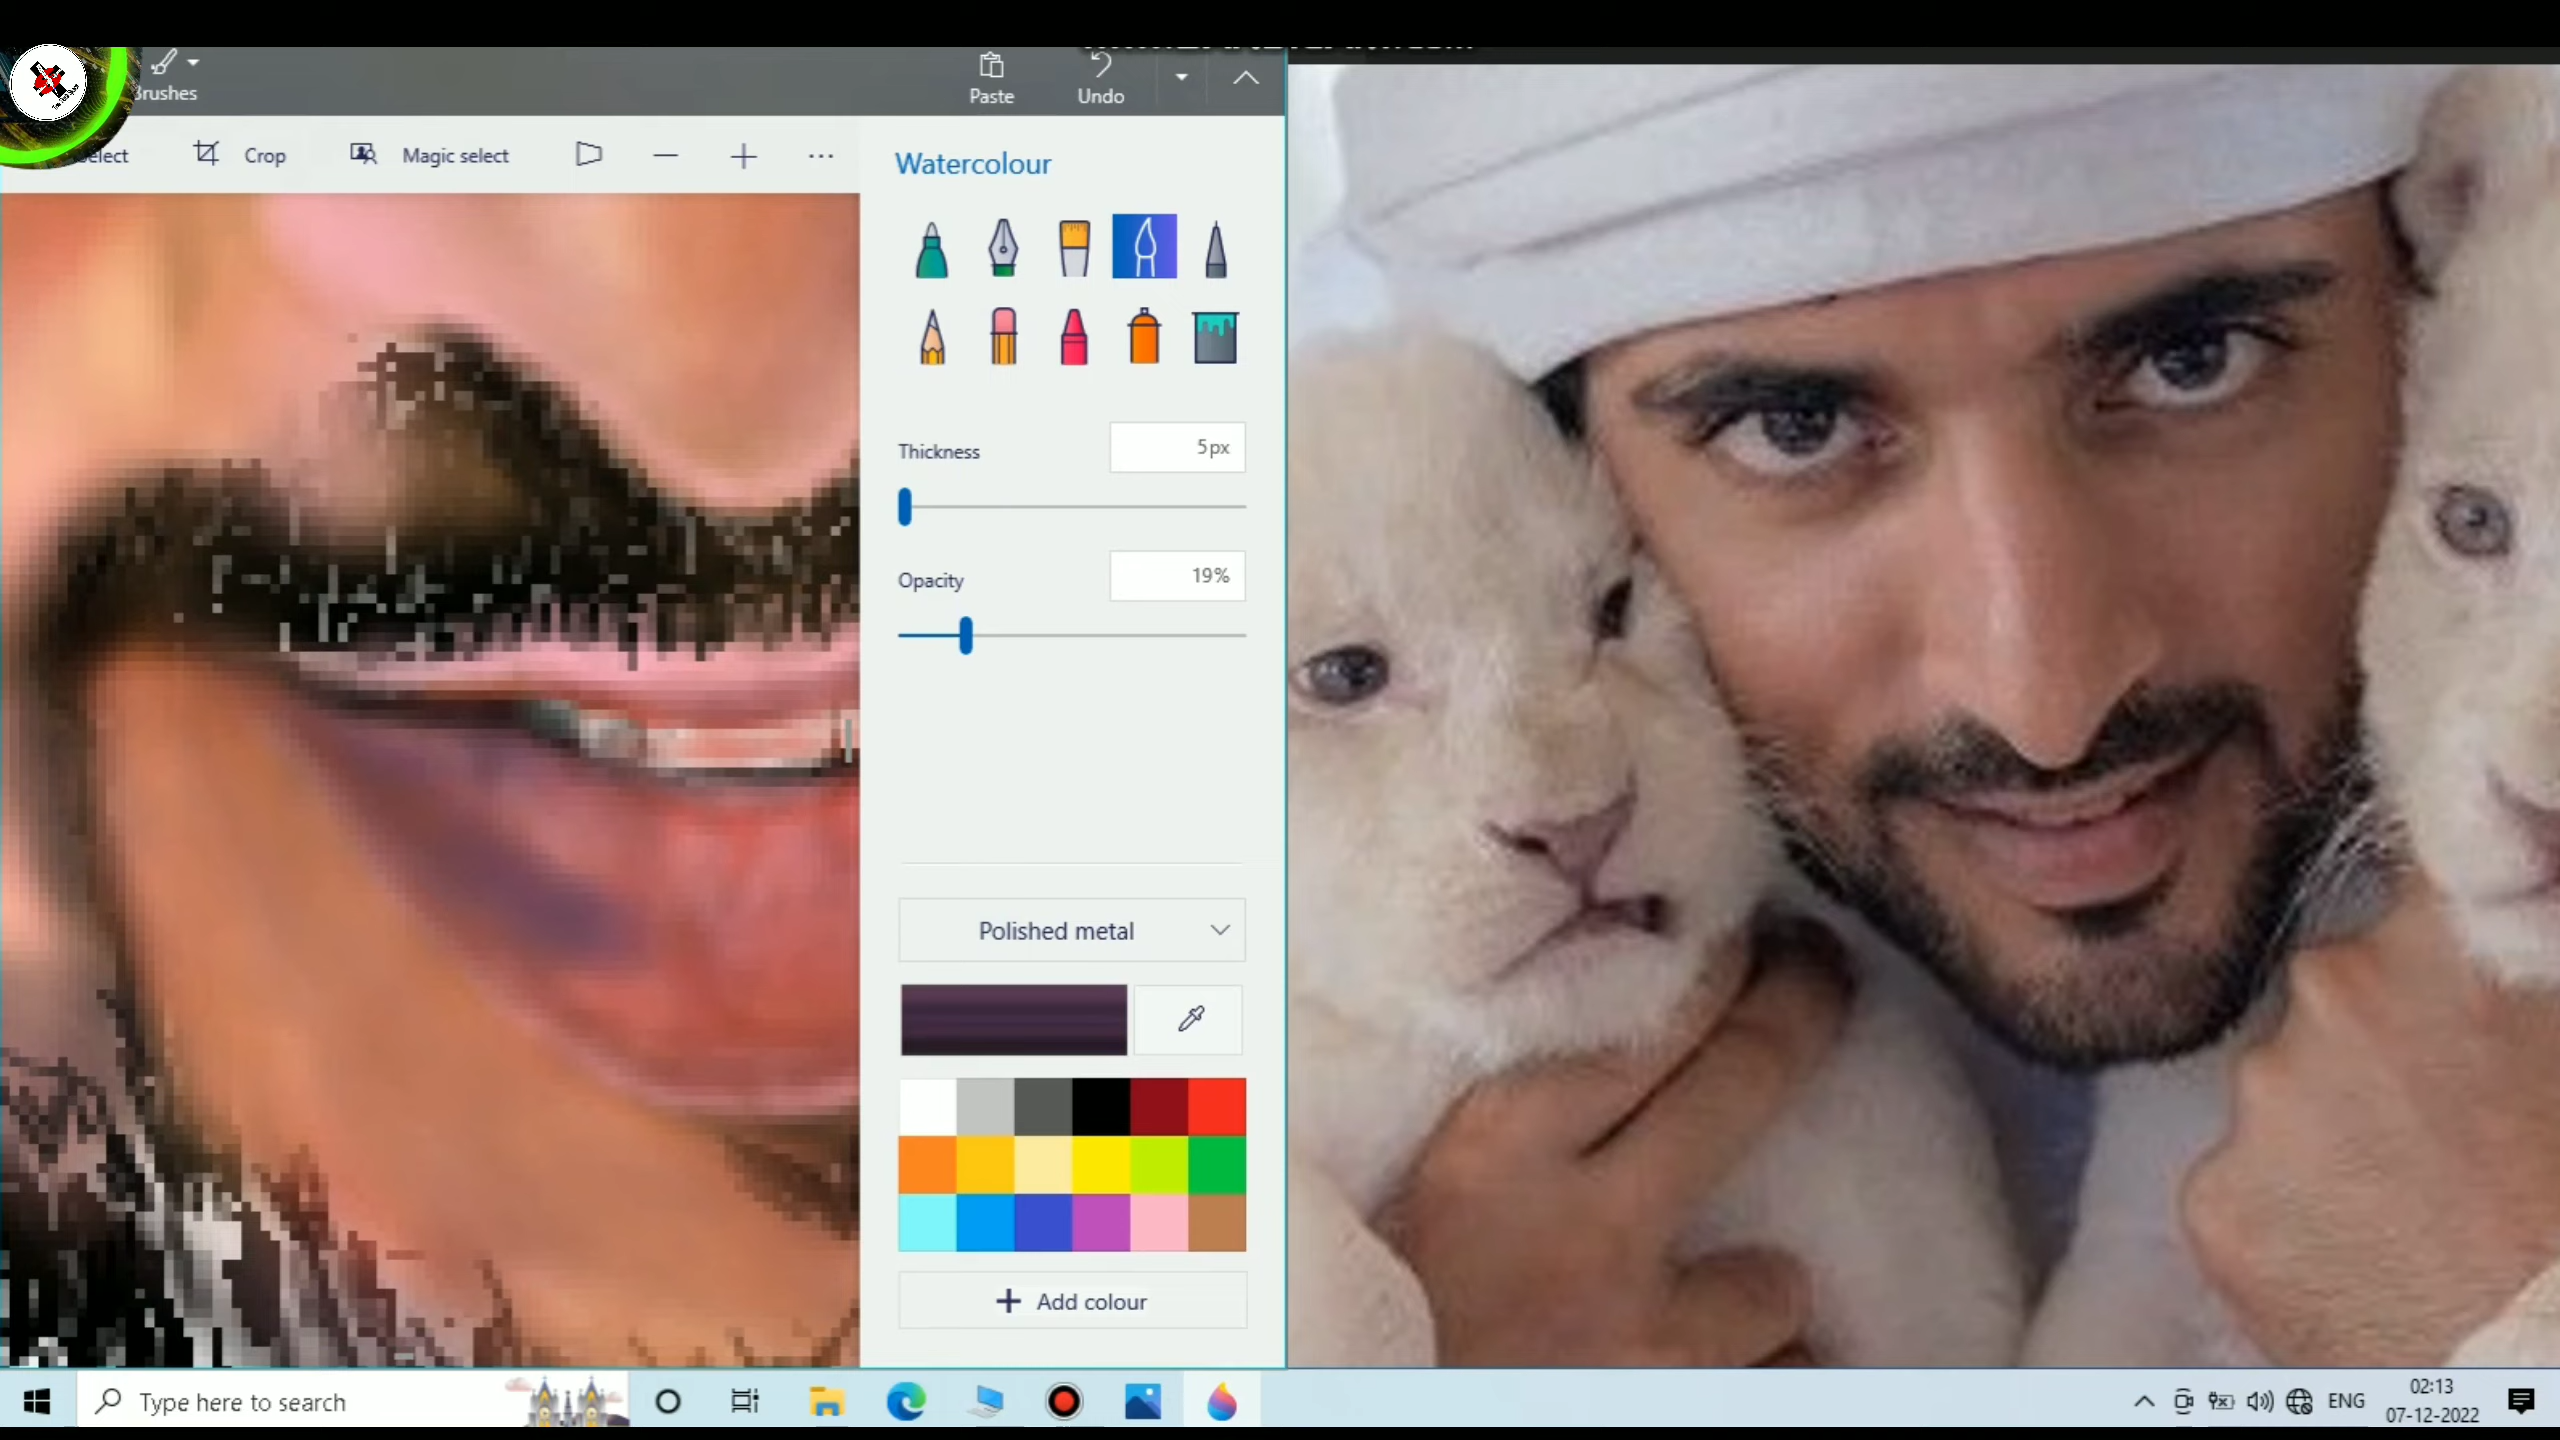 Brushes
Paste
Undo
Select
Crop
Magic select
Watercolour
Thickness
5px
Opacity
19%
Polished metal
Add colour
Type here to search
ENG
02:13
07-12-2022